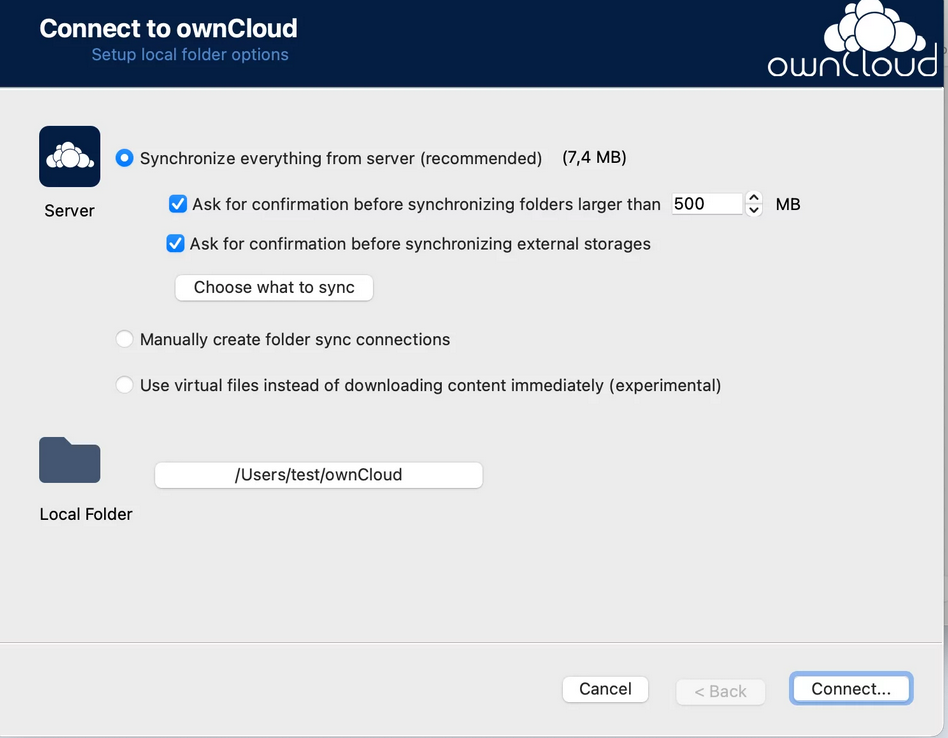 Connect to ownCloud
Setup local folder options
ownCloud
Synchronize everything from server (recommended) (7,4 MB)
Server
Ask for confirmation before synchronizing folders larger than 500 MB
Ask for confirmation before synchronizing external storages
Choose what to sync
Manually create folder sync connections
Use virtual files instead of downloading content immediately (experimental)
/Users/test/ownCloud
Local Folder
Cancel
< Back
Connect...